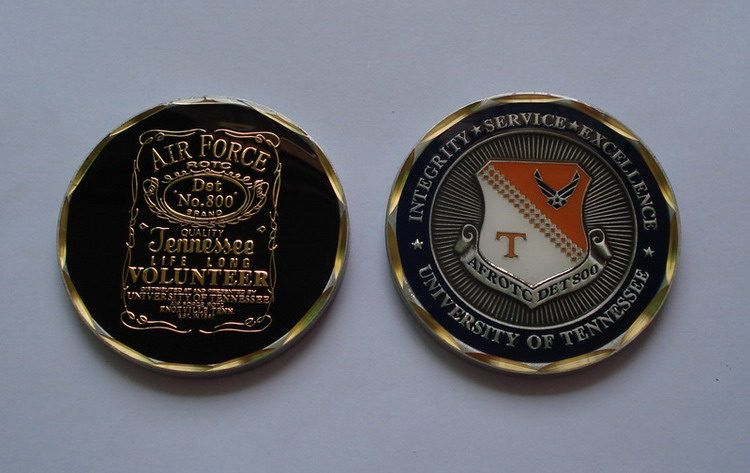 AIR FORCE
ROTC
Det
No. 800
BRAND
QUALITY
Tennessee
LIFE LONG
VOLUNTEER
UNIVERSITY OF TENNESSEE
KNOXVILLE, TENN.
INTEGRITY ★ SERVICE ★ EXCELLENCE
T
AFROTC DET 800
★ UNIVERSITY OF TENNESSEE ★